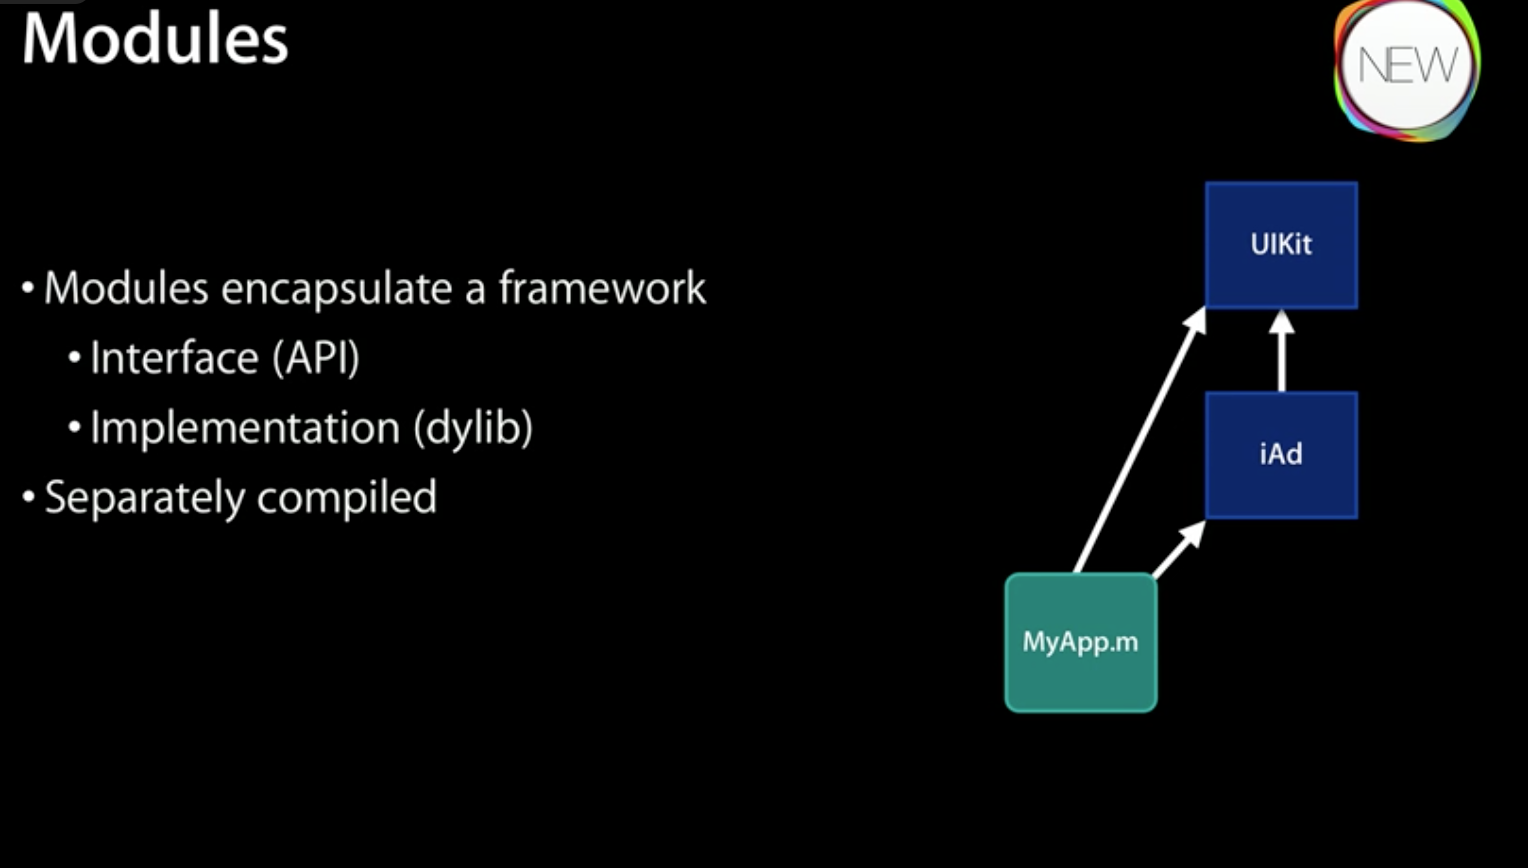 Modules
NEW
• Modules encapsulate a framework
• Interface (API)
• Implementation (dylib)
• Separately compiled
UIKit
iAd
MyApp.m